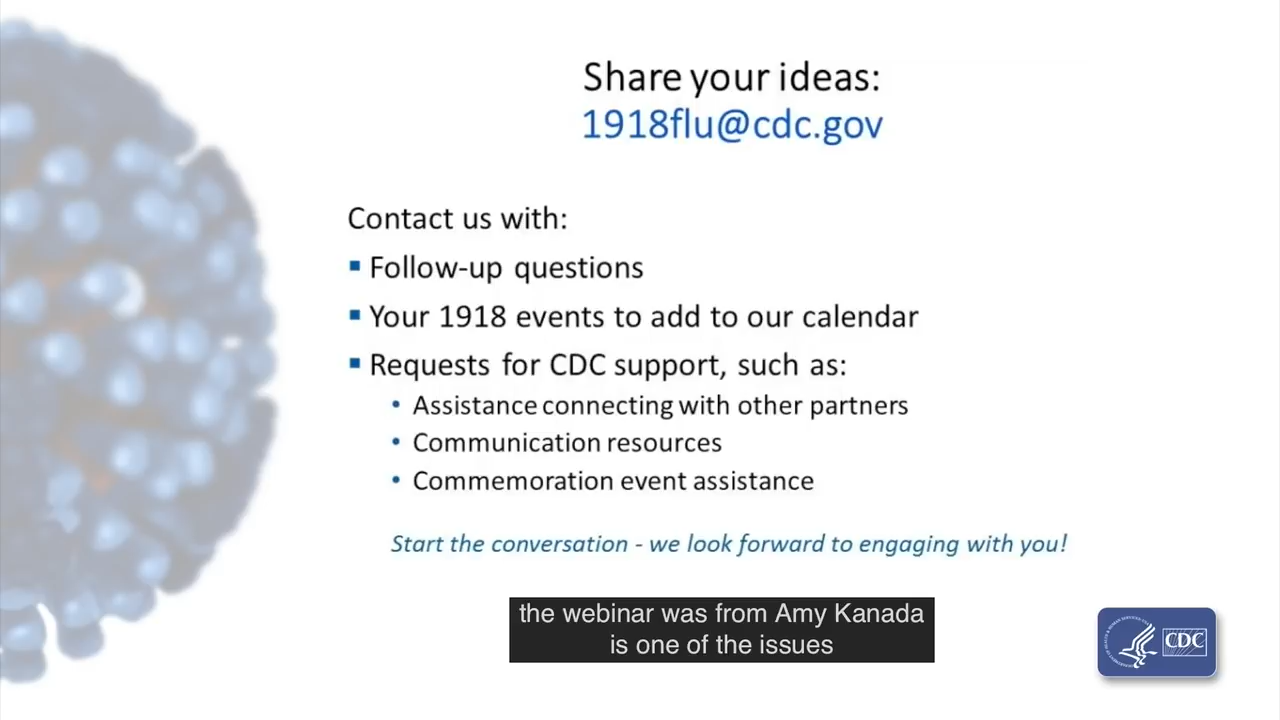 Share your ideas:
1918flu@cdc.gov
Contact us with:
▪ Follow-up questions
▪ Your 1918 events to add to our calendar
▪ Requests for CDC support, such as:
• Assistance connecting with other partners
• Communication resources
• Commemoration event assistance
Start the conversation - we look forward to engaging with you!
the webinar was from Amy Kanada
is one of the issues
CDC